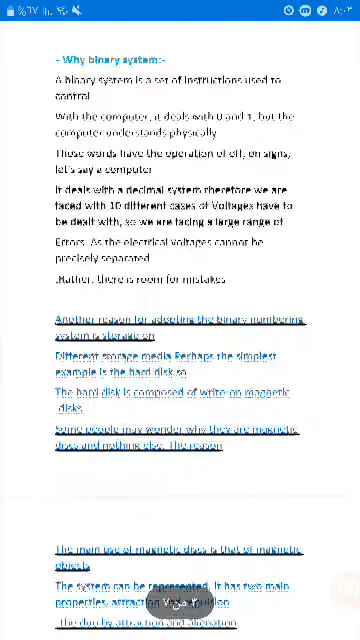 %٦٧
٨:٠٣
- Why binary system:-
A binary system is a set of instructions used to
control
With the computer, it deals with 0 and 1, but the
computer understands physically
These words have the operation of off, on signs,
let's say a computer
It deals with a decimal system therefore we are
faced with 10 different cases of Voltages have to
be dealt with, so we are facing a large range of
Errors. As the electrical voltages cannot be
precisely separated
.Rather, there is room for mistakes
Another reason for adopting the binary numbering
system is storage on
Different storage media Perhaps the simplest
example is the hard disk so
The hard disk is composed of write-on magnetic
disks
Some people may wonder why they are magnetic
discs and nothing else. The reason
The main use of magnetic discs is that of magnetic
objects
The system can be represented. It has two main
properties, attraction and repulsion
the duo by attraction and alienation